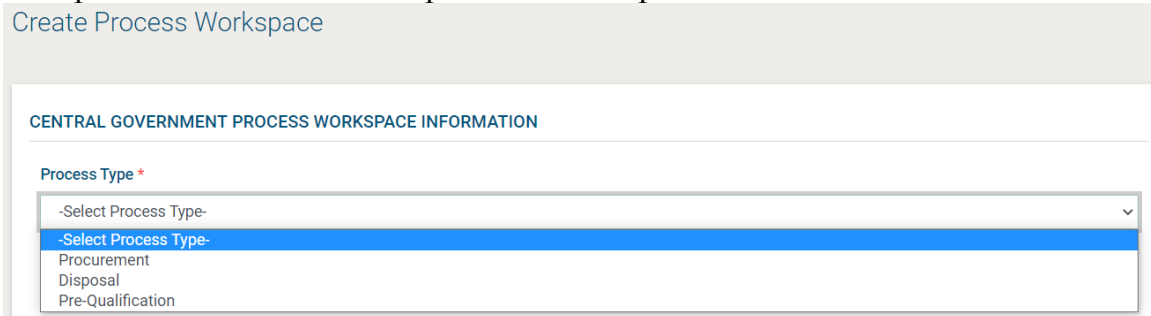 Create Process Workspace
CENTRAL GOVERNMENT PROCESS WORKSPACE INFORMATION
Process Type *
-Select Process Type-
-Select Process Type-
Procurement
Disposal
Pre-Qualification